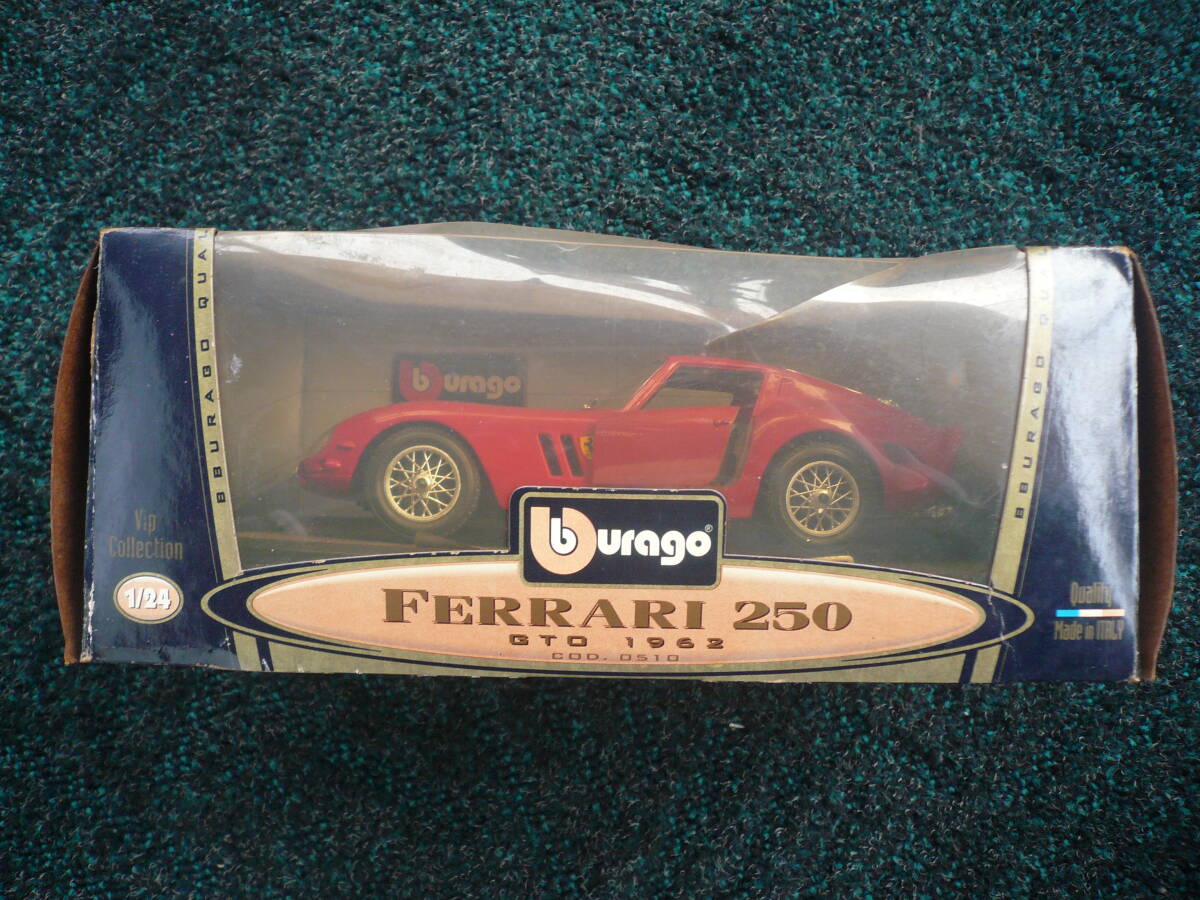 BBURAGO QUA
BBURAGO QU
burago
Vip
Collection
1/24
burago®
FERRARI 250
GTO 1962
COD. 0510
Quality
Made in ITALY